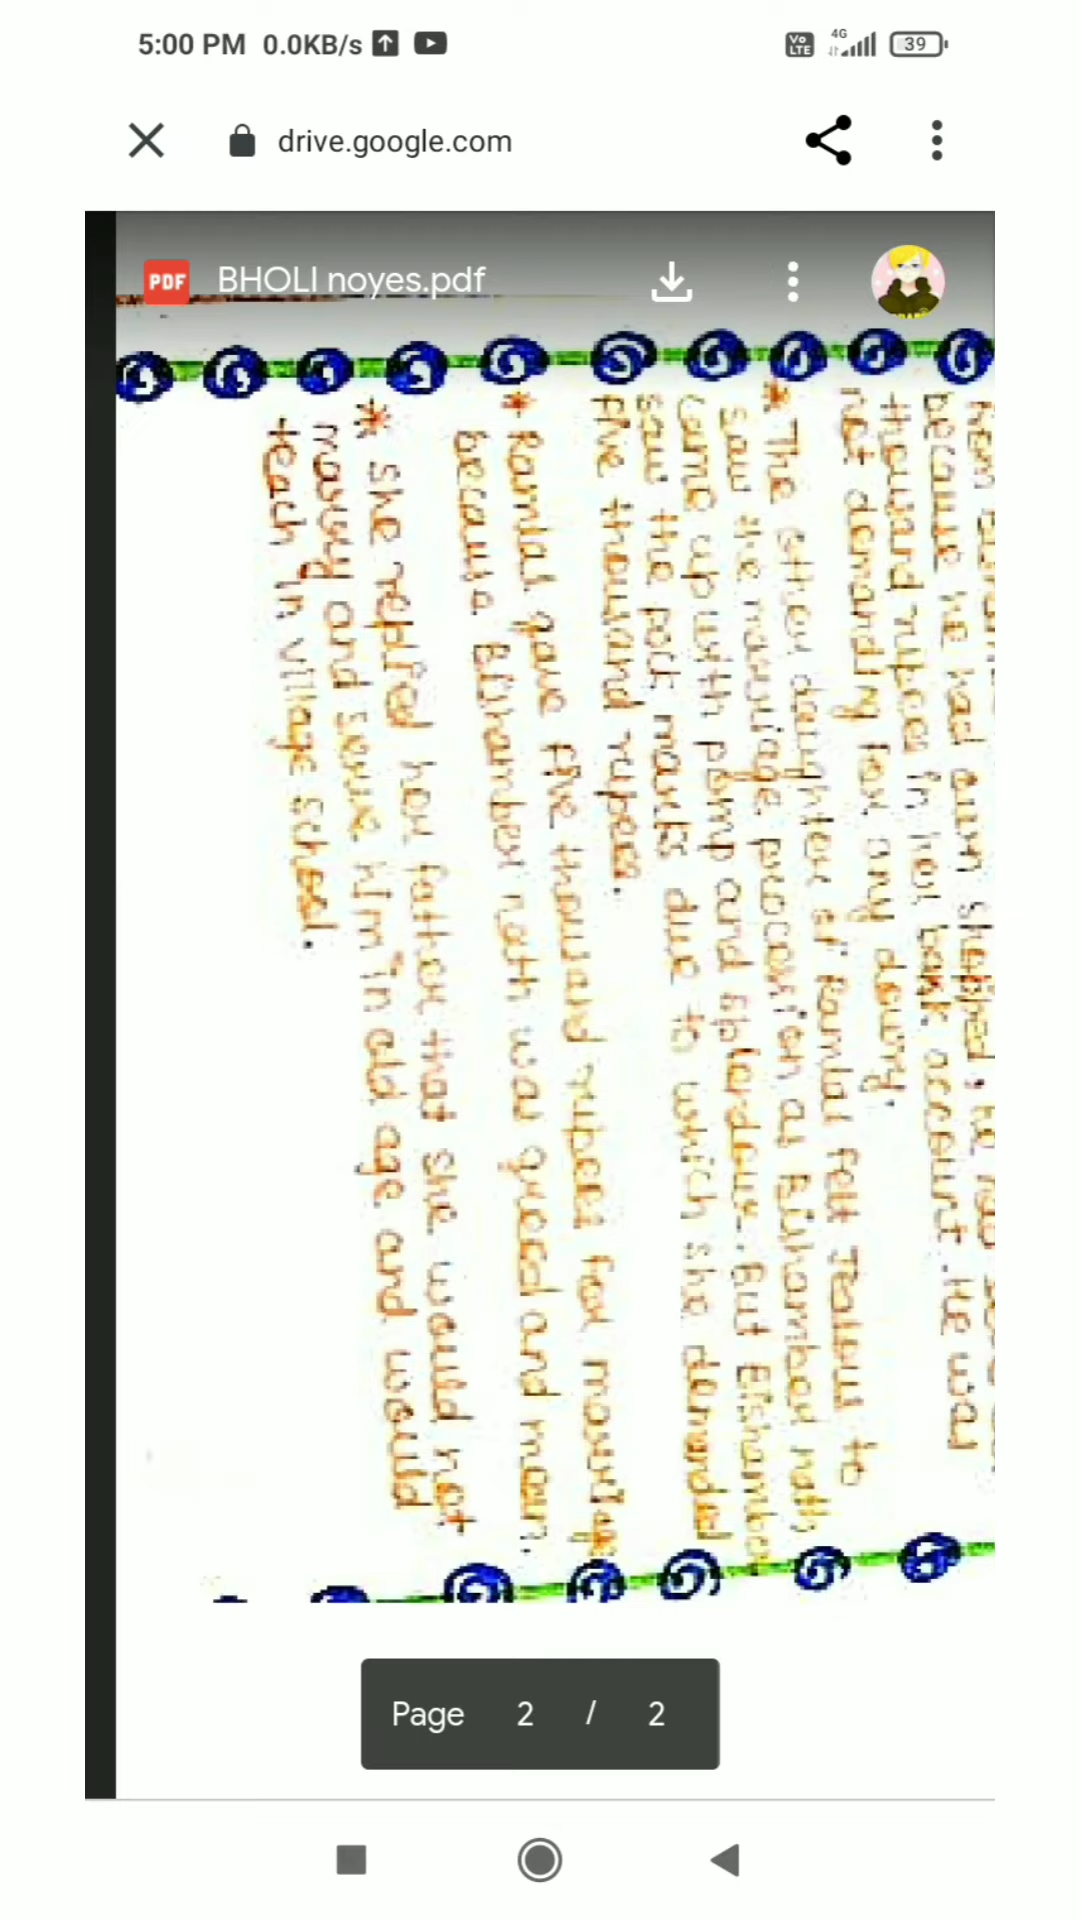 5:00 PM 0.0KB/s
Vo LTE 4G 39
drive.google.com
PDF BHOLI noyes.pdf
because he had own shop
thousand rupees in her bank account. He was
not demanding for any dowry.
* The other daughter of Ramlal felt Jealous to
saw the marriage procession as Bishamber nath
came up with pomp and splendour. But Bishamber
saw the pock marks due to which she demanded
five thousand rupees.
* Ramlal gave five thousand rupees for marriage
because Bishamber nath was greed and mean.
* She replied her father that she would not
marry and serve him in old age and would
teach in village school.
Page 2 / 2